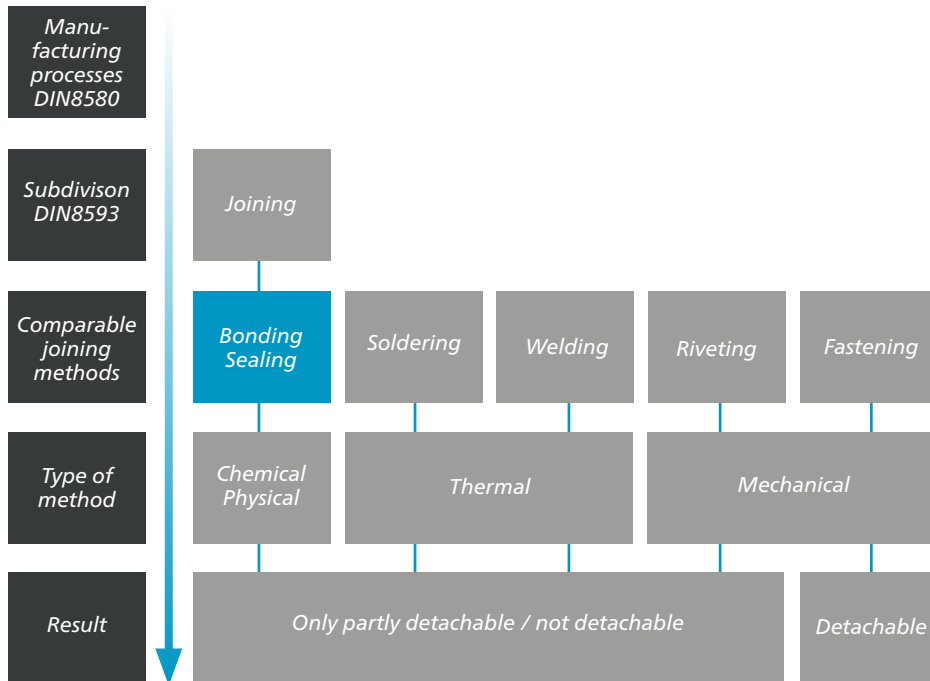 Manu-
facturing
processes
DIN8580
Subdivison
DIN8593
Joining
Comparable
joining
methods
Bonding
Sealing
Soldering
Welding
Riveting
Fastening
Type of
method
Chemical
Physical
Thermal
Mechanical
Result
Only partly detachable / not detachable
Detachable